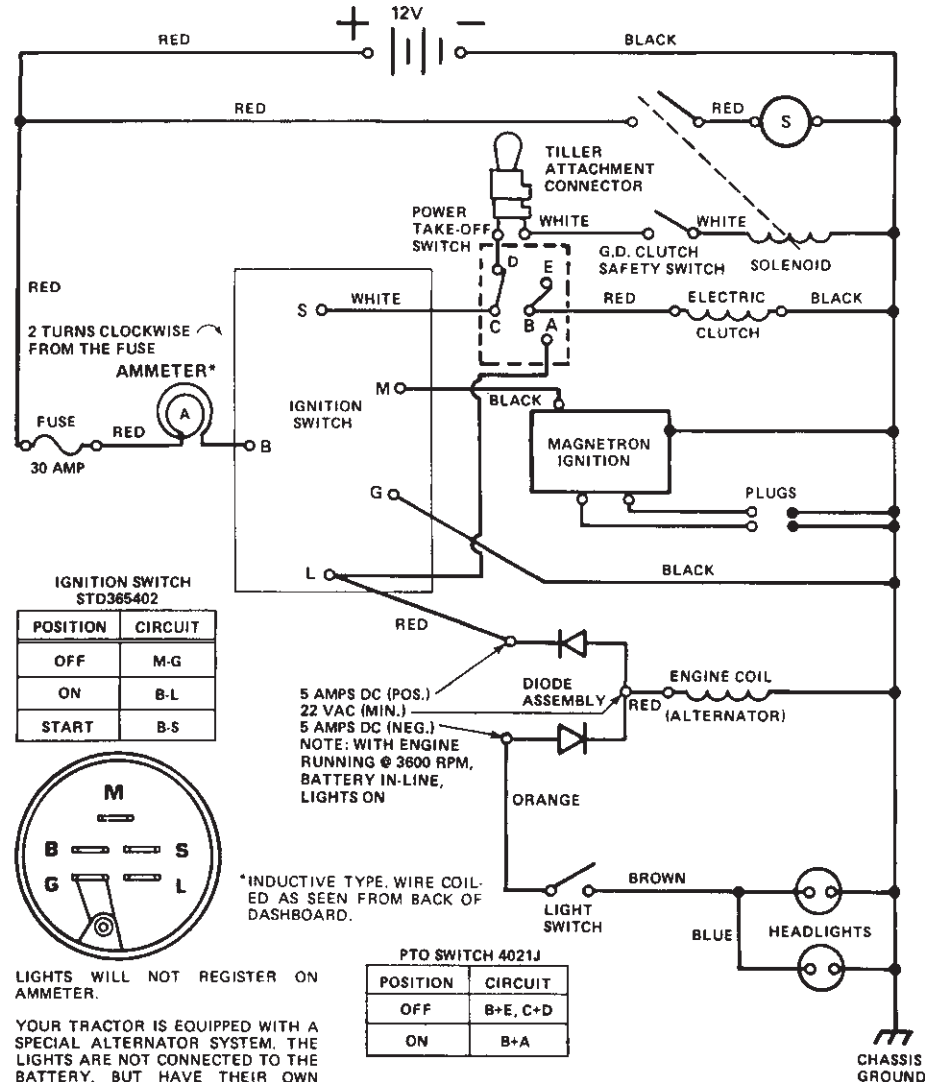 12V
+
−
RED
BLACK
RED
RED
S
TILLER
ATTACHMENT
CONNECTOR
POWER
TAKE-OFF
SWITCH
WHITE
WHITE
G.D. CLUTCH
SAFETY SWITCH
SOLENOID
D
E
RED
S
WHITE
C
B
A
RED
ELECTRIC
CLUTCH
BLACK
2 TURNS CLOCKWISE
FROM THE FUSE
AMMETER*
A
M
BLACK
IGNITION
SWITCH
FUSE
RED
30 AMP
B
MAGNETRON
IGNITION
G
PLUGS
L
BLACK
RED
IGNITION SWITCH
STD365402
POSITION CIRCUIT
OFF M-G
ON B-L
START B-S
5 AMPS DC (POS.)
22 VAC (MIN.)
5 AMPS DC (NEG.)
NOTE: WITH ENGINE
RUNNING @ 3600 RPM,
BATTERY IN-LINE,
LIGHTS ON
DIODE
ASSEMBLY
RED
ENGINE COIL
(ALTERNATOR)
M
B
S
G
L
ORANGE
*INDUCTIVE TYPE. WIRE COIL-
ED AS SEEN FROM BACK OF
DASHBOARD.
LIGHT
SWITCH
BROWN
BLUE
HEADLIGHTS
PTO SWITCH 4021J
POSITION CIRCUIT
OFF B+E, C+D
ON B+A
LIGHTS WILL NOT REGISTER ON
AMMETER.
YOUR TRACTOR IS EQUIPPED WITH A
SPECIAL ALTERNATOR SYSTEM. THE
LIGHTS ARE NOT CONNECTED TO THE
BATTERY, BUT HAVE THEIR OWN
CHASSIS
GROUND